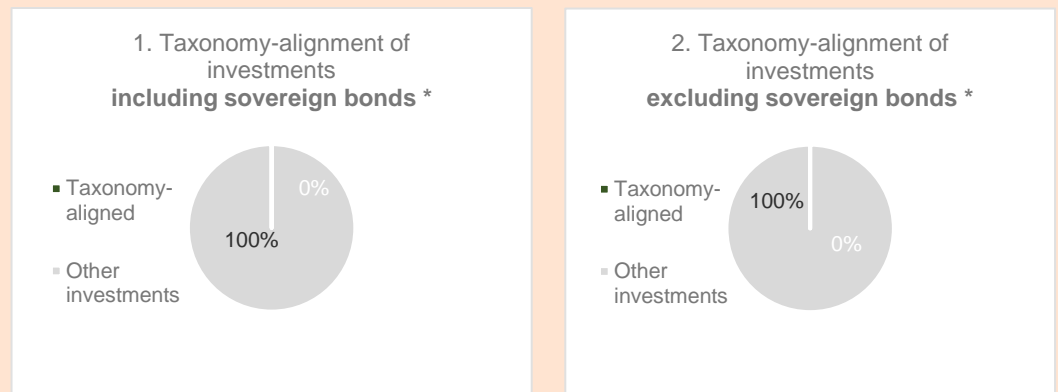 1. Taxonomy-alignment of
investments
including sovereign bonds *
Taxonomy-
aligned
Other
investments
0%
100%
2. Taxonomy-alignment of
investments
excluding sovereign bonds *
Taxonomy-
aligned
Other
investments
100%
0%